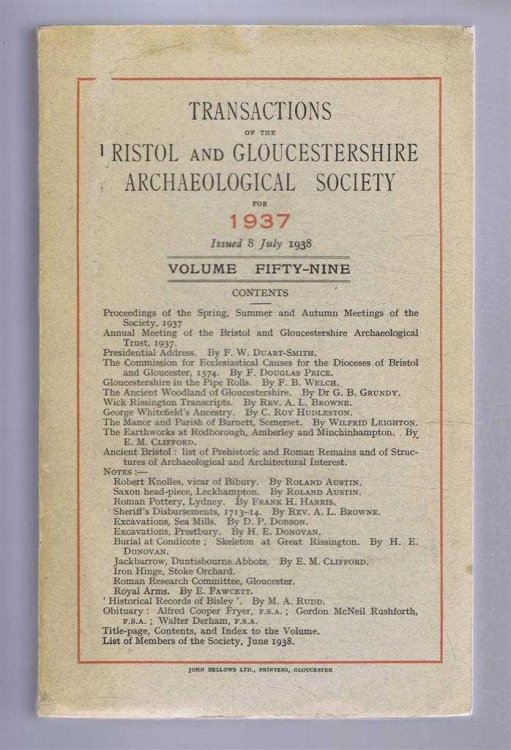 TRANSACTIONS
OF THE
RISTOL AND GLOUCESTERSHIRE
ARCHAEOLOGICAL SOCIETY
FOR
1937
Issued 8 July 1938
VOLUME FIFTY-NINE
CONTENTS
Proceedings of the Spring, Summer and Autumn Meetings of the
Society, 1937
Annual Meeting of the Bristol and Gloucestershire Archaeological
Trust, 1937.
Presidential Address. By F. W. DUART-SMITH.
The Commission for Ecclesiastical Causes for the Dioceses of Bristol
and Gloucester, 1574. By F. DOUGLAS PRICE.
Gloucestershire in the Pipe Rolls. By F. B. WELCH.
The Ancient Woodland of Gloucestershire. By Dr G. B. GRUNDY.
Wick Rissington Transcripts. By REV. A. L. BROWNE.
George Whitefield's Ancestry. By C. ROY HUDLESTON.
The Manor and Parish of Burnett, Somerset. By WILFRID LEIGHTON.
The Earthworks at Rodborough, Amberley and Minchinhampton. By
E. M. CLIFFORD.
Ancient Bristol: list of Prehistoric and Roman Remains and of Struc-
tures of Archaeological and Architectural Interest.
NOTES:—
Robert Knolles, vicar of Bibury. By ROLAND AUSTIN.
Saxon head-piece, Leckhampton. By ROLAND AUSTIN.
Roman Pottery, Lydney. By FRANK H. HARRIS.
Sheriff's Disbursements, 1713-14. By REV. A. L. BROWNE.
Excavations, Sea Mills. By D. P. DOBSON.
Excavations, Prestbury. By H. E. DONOVAN.
Burial at Condicote; Skeleton at Great Rissington. By H. E.
DONOVAN.
Jackbarrow, Duntisbourne Abbots. By E. M. CLIFFORD.
Iron Hinge, Stoke Orchard.
Roman Research Committee, Gloucester.
Royal Arms. By E. FAWCETT.
'Historical Records of Bisley'. By M. A. RUDD.
Obituary: Alfred Cooper Fryer, F.S.A.; Gordon McNeil Rushforth,
F.S.A.; Walter Derham, F.S.A.
Title-page, Contents, and Index to the Volume.
List of Members of the Society, June 1938.
JOHN BELLOWS LTD., PRINTERS, GLOUCESTER